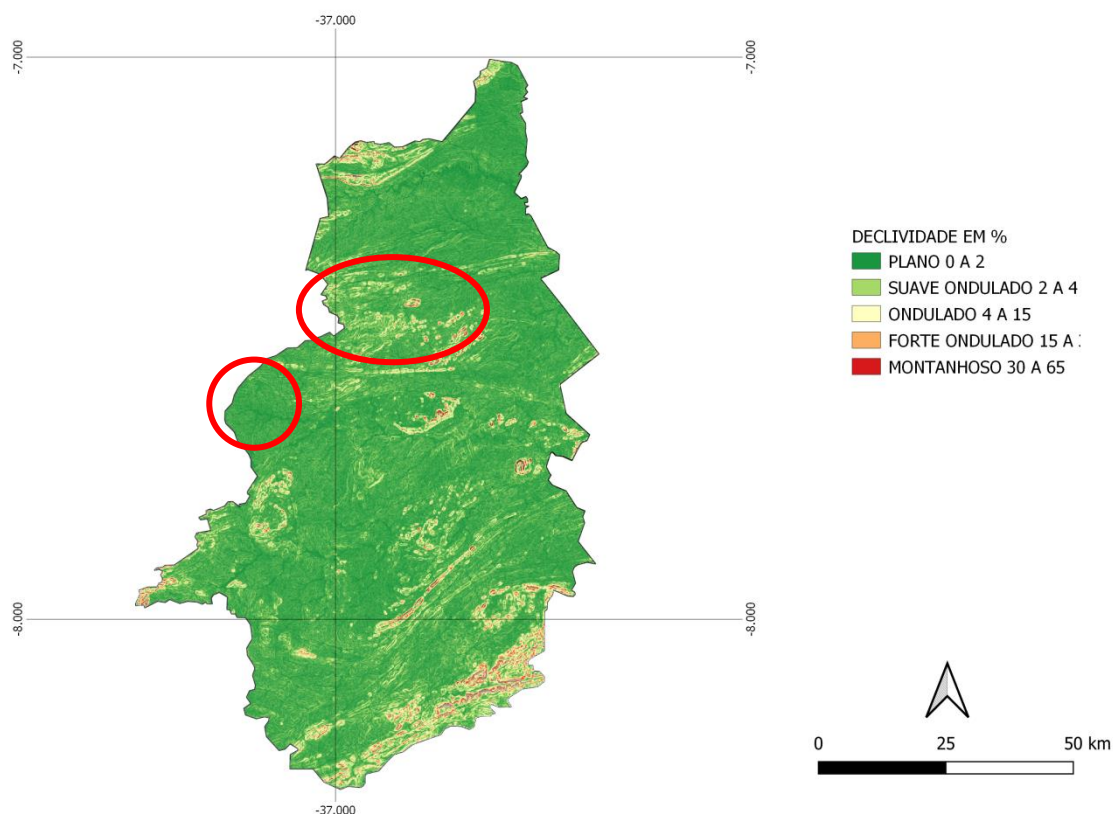 -37.000
-7.000
-7.000
DECLIVIDADE EM %
PLANO 0 A 2
SUAVE ONDULADO 2 A 4
ONDULADO 4 A 15
FORTE ONDULADO 15 A
MONTANHOSO 30 A 65
-8.000
-8.000
0 25 50 km
-37.000